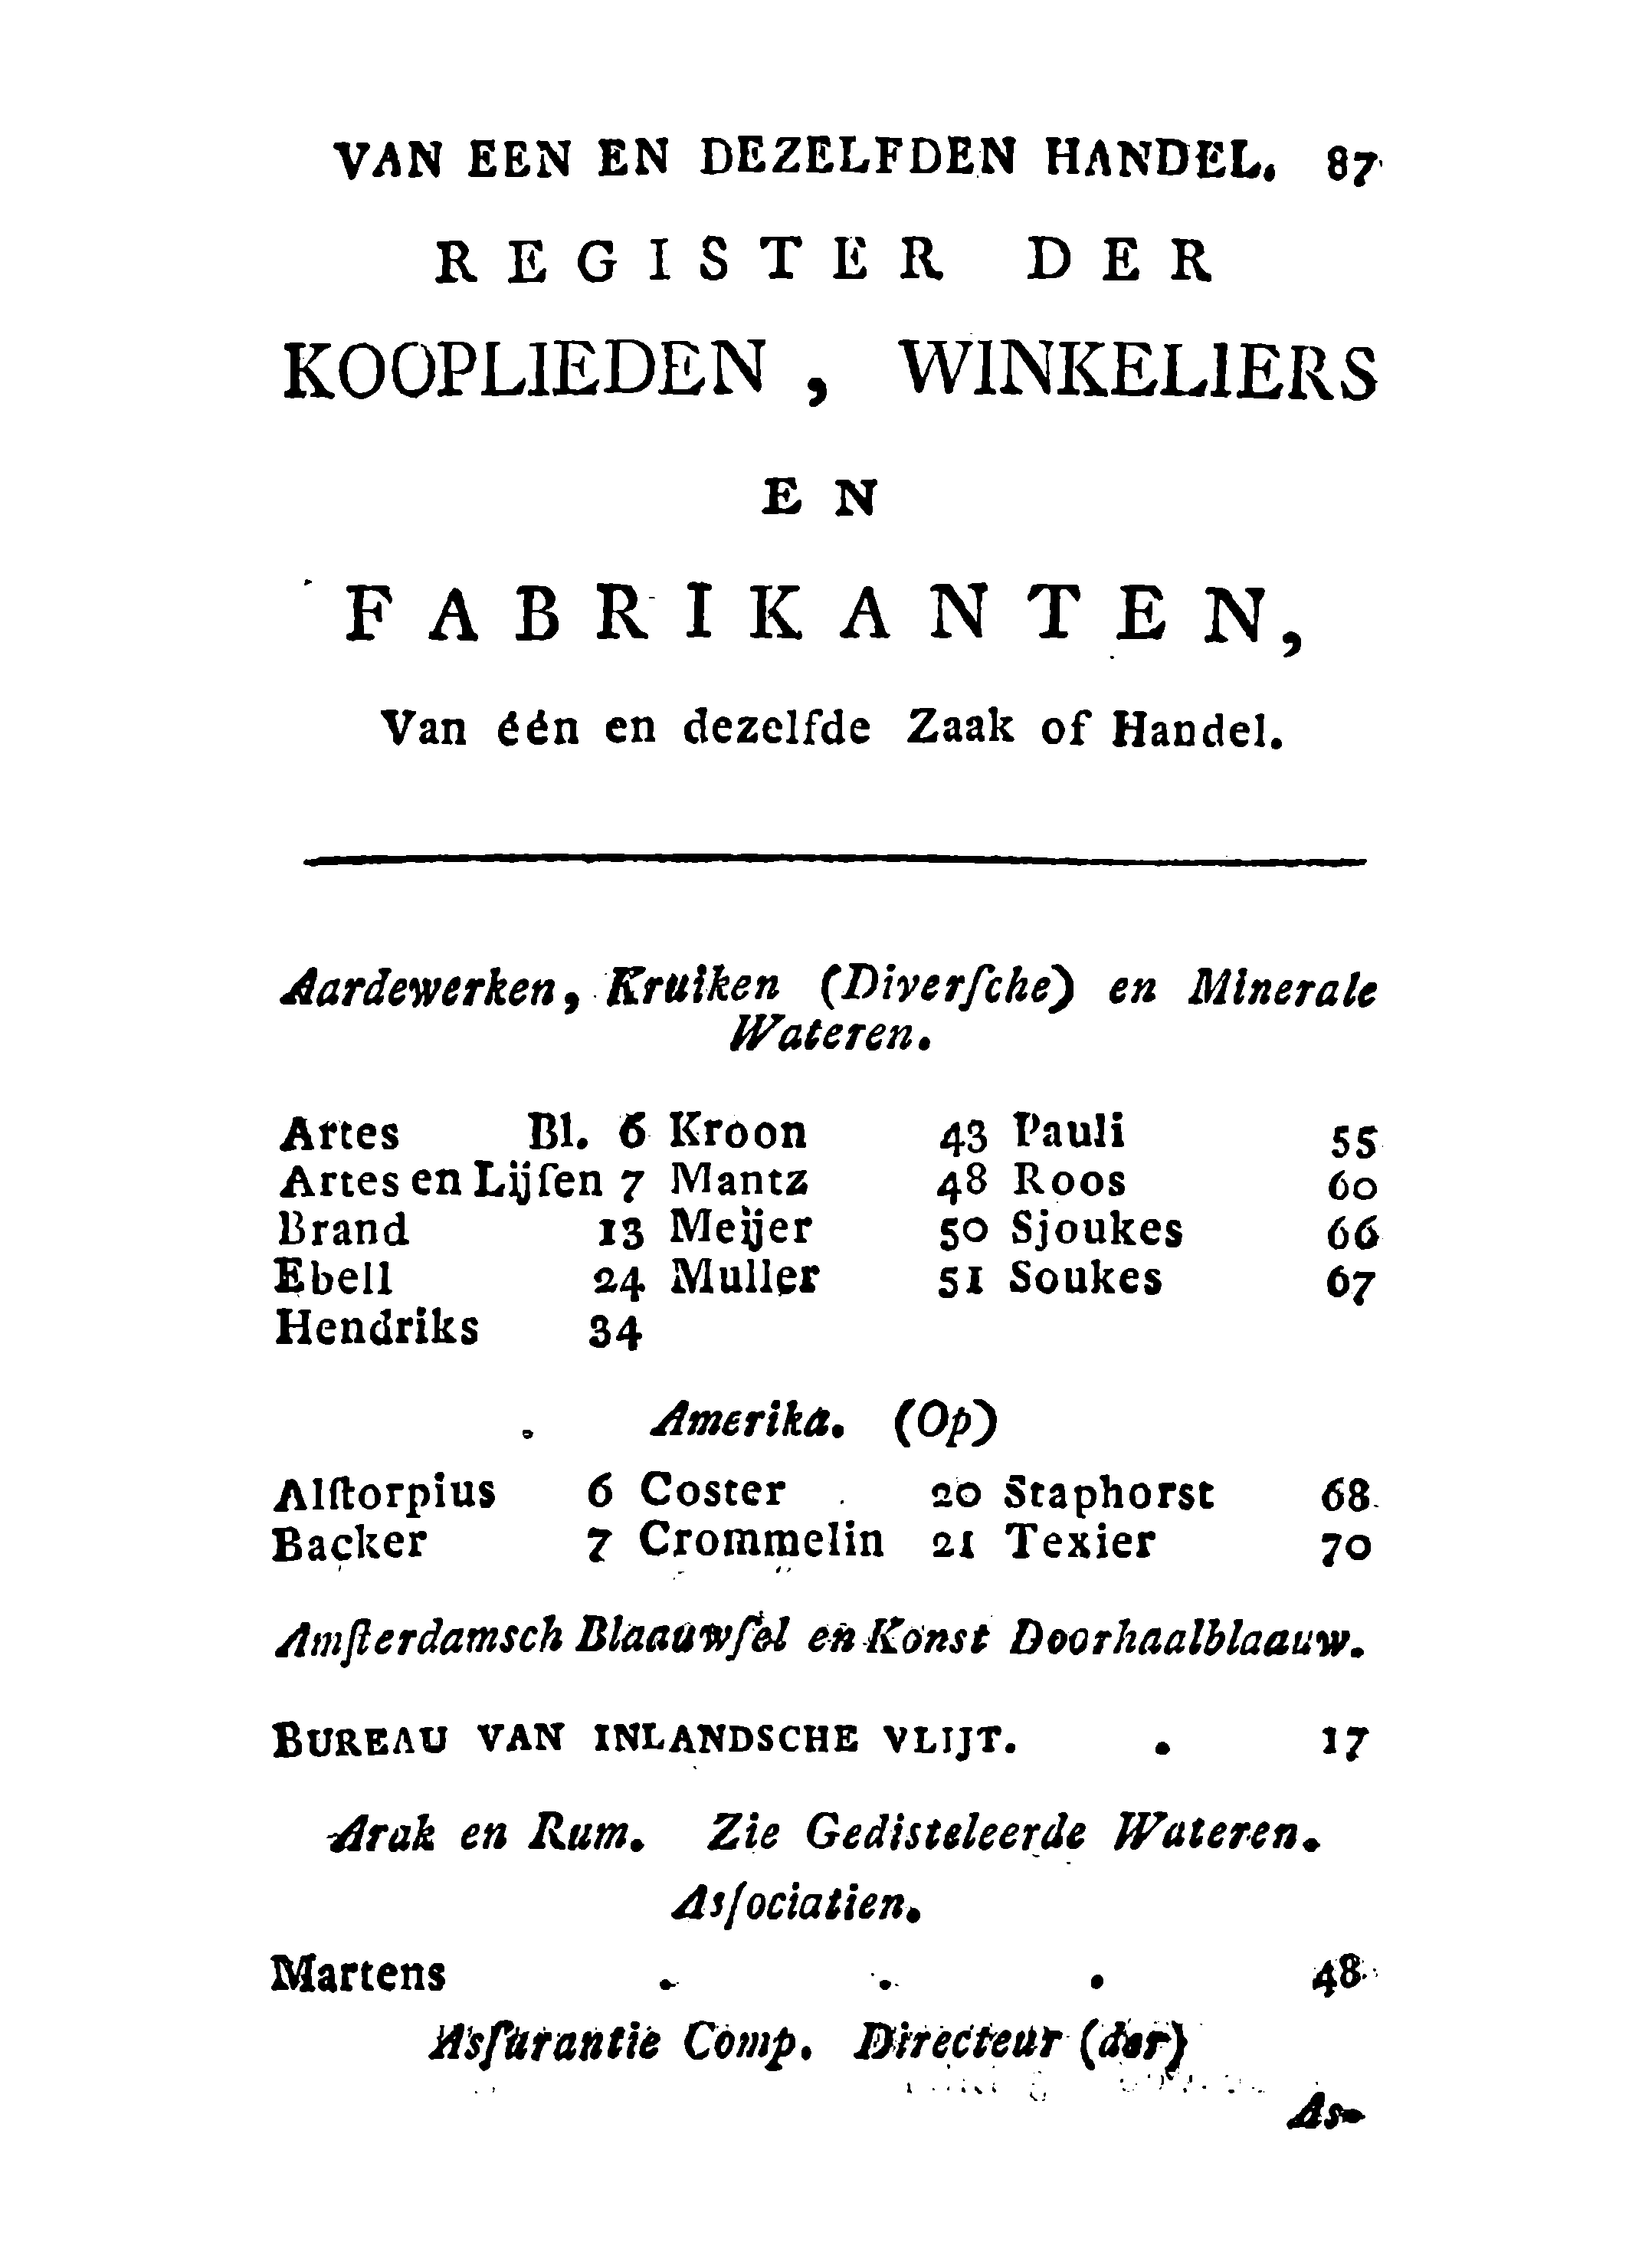 VAN EEN EN DEZELFDEN HANDEL. 87
REGISTER DER
KOOPLIEDEN, WINKELIERS
EN
FABRIKANTEN,
Van één en dezelfde Zaak of Handel.
Aardewerken, Kruiken (Diverſche) en Minerale
Wateren.
Artes Bl. 6 Kroon 43 Pauli 55
Artes en Lijſen 7 Mantz 48 Roos 60
Brand 13 Meijer 50 Sjoukes 66
Ebell 24 Muller 51 Soukes 67
Hendriks 34
Amerika. (Op)
Alſtorpius 6 Coster 20 Staphorst 68
Backer 7 Crommelin 21 Texier 70
Amſterdamsch Blaauwſel en Konst Doorhaalblaauw.
BUREAU VAN INLANDSCHE VLIJT. . 17
Arak en Rum. Zie Gedisteleerde Wateren.
Asſociatien.
Martens . . . 48
Asſurantie Comp. Directeur (der)
As-